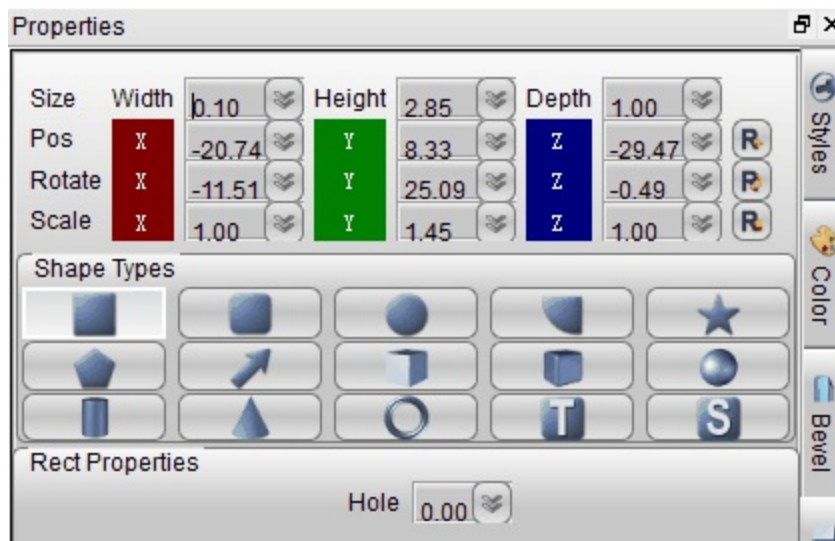 Properties
Size Width 0.10 Height 2.85 Depth 1.00
Pos X -20.74 Y 8.33 Z -29.47 R
Rotate X -11.51 Y 25.09 Z -0.49 R
Scale X 1.00 Y 1.45 Z 1.00 R
Shape Types
T S
Rect Properties
Hole 0.00
Styles
Color
Bevel